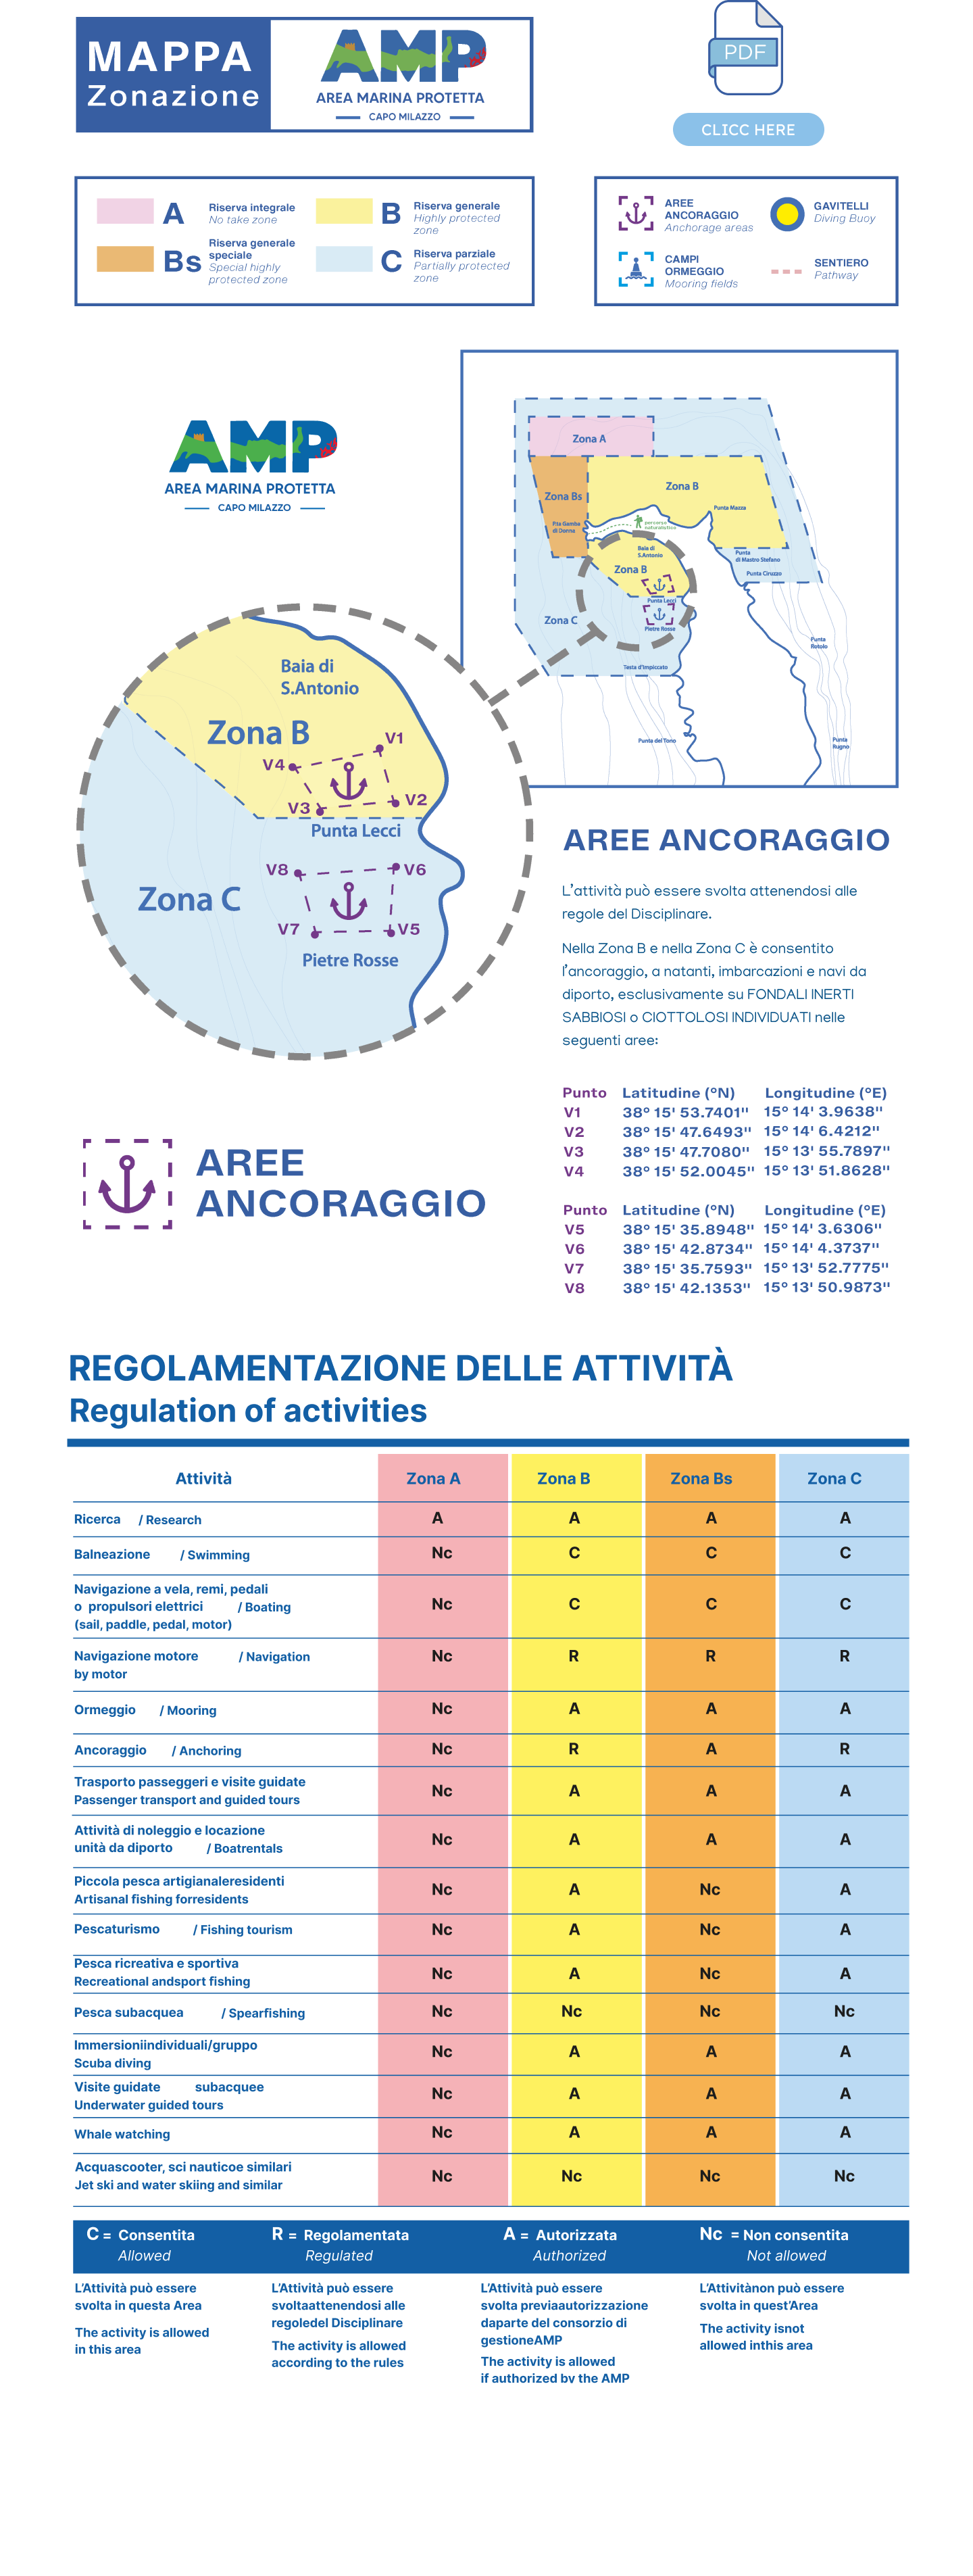 MAPPA
Zonazione
AMP
AREA MARINA PROTETTA
CAPO MILAZZO
PDF
CLICC HERE
A
Riserva integrale
No take zone
B
Riserva generale
Highly protected
zone
Bs
Riserva generale
speciale
Special highly
protected zone
C
Riserva parziale
Partially protected
zone
AREE
ANCORAGGIO
Anchorage areas
GAVITELLI
Diving Buoy
CAMPI
ORMEGGIO
Mooring fields
SENTIERO
Pathway
AMP
AREA MARINA PROTETTA
CAPO MILAZZO
Zona A
Zona Bs
Zona B
Punta Mazza
P.ta Gamba
di Donna
percorso
naturalistico
Baia di
S.Antonio
Zona B
Punta
di Mastro Stefano
Punta Cirucco
Punta Lecci
Zona C
Pietre Rosse
Punta
Rotolo
Testa d'Impiccato
Punta del Tono
Punta
Rugno
Baia di
S.Antonio
Zona B
V1
V4
V2
V3
Punta Lecci
V8
V6
Zona C
V7
V5
Pietre Rosse
AREE ANCORAGGIO
L'attività può essere svolta attenendosi alle
regole del Disciplinare.
Nella Zona B e nella Zona C è consentito
l'ancoraggio, a natanti, imbarcazioni e navi da
diporto, esclusivamente su FONDALI INERTI
SABBIOSI o CIOTTOLOSI INDIVIDUATI nelle
seguenti aree:
Punto Latitudine (°N) Longitudine (°E)
V1 38° 15' 53.7401'' 15° 14' 3.9638''
V2 38° 15' 47.6493'' 15° 14' 6.4212''
V3 38° 15' 47.7080'' 15° 13' 55.7897''
V4 38° 15' 52.0045'' 15° 13' 51.8628''
Punto Latitudine (°N) Longitudine (°E)
V5 38° 15' 35.8948'' 15° 14' 3.6306''
V6 38° 15' 42.8734'' 15° 14' 4.3737''
V7 38° 15' 35.7593'' 15° 13' 52.7775''
V8 38° 15' 42.1353'' 15° 13' 50.9873''
AREE
ANCORAGGIO
REGOLAMENTAZIONE DELLE ATTIVITÀ
Regulation of activities
Attività Zona A Zona B Zona Bs Zona C
Ricerca / Research A A A A
Balneazione / Swimming Nc C C C
Navigazione a vela, remi, pedali
o propulsori elettrici / Boating Nc C C C
(sail, paddle, pedal, motor)
Navigazione motore / Navigation Nc R R R
by motor
Ormeggio / Mooring Nc A A A
Ancoraggio / Anchoring Nc R A R
Trasporto passeggeri e visite guidate
Passenger transport and guided tours Nc A A A
Attività di noleggio e locazione
unità da diporto / Boatrentals Nc A A A
Piccola pesca artigianaleresidenti
Artisanal fishing forresidents Nc A Nc A
Pescaturismo / Fishing tourism Nc A Nc A
Pesca ricreativa e sportiva
Recreational andsport fishing Nc A Nc A
Pesca subacquea / Spearfishing Nc Nc Nc Nc
Immersioniindividuali/gruppo
Scuba diving Nc A A A
Visite guidate subacquee
Underwater guided tours Nc A A A
Whale watching Nc A A A
Acquascooter, sci nauticoe similari
Jet ski and water skiing and similar Nc Nc Nc Nc
C = Consentita
Allowed
R = Regolamentata
Regulated
A = Autorizzata
Authorized
Nc = Non consentita
Not allowed
L'Attività può essere
svolta in questa Area
The activity is allowed
in this area
L'Attività può essere
svoltaattenendosi alle
regoledel Disciplinare
The activity is allowed
according to the rules
L'Attività può essere
svolta previaautorizzazione
daparte del consorzio di
gestioneAMP
The activity is allowed
if authorized by the AMP
L'Attivitànon può essere
svolta in quest'Area
The activity isnot
allowed inthis area